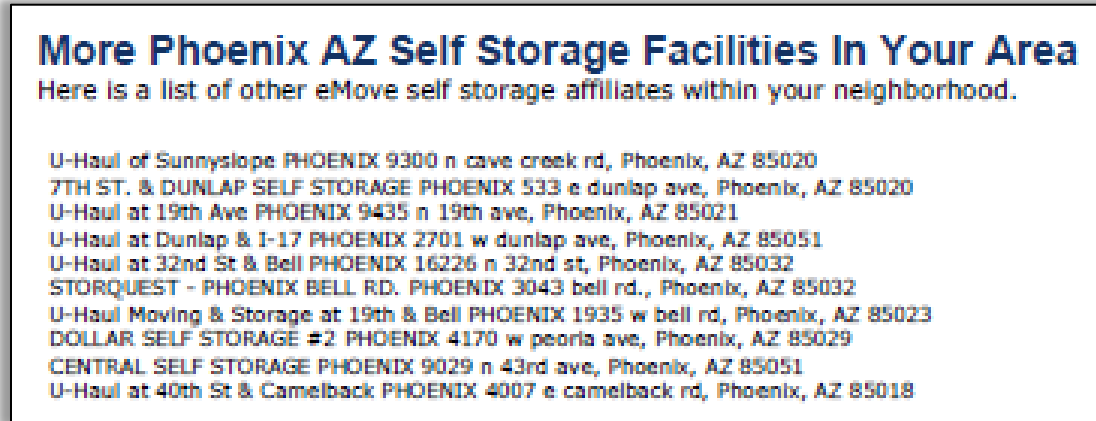 More Phoenix AZ Self Storage Facilities In Your Area
Here is a list of other eMove self storage affiliates within your neighborhood.
U-Haul of Sunnyslope PHOENIX 9300 n cave creek rd, Phoenix, AZ 85020
7TH ST. & DUNLAP SELF STORAGE PHOENIX 533 e dunlap ave, Phoenix, AZ 85020
U-Haul at 19th Ave PHOENIX 9435 n 19th ave, Phoenix, AZ 85021
U-Haul at Dunlap & I-17 PHOENIX 2701 w dunlap ave, Phoenix, AZ 85051
U-Haul at 32nd St & Bell PHOENIX 16226 n 32nd st, Phoenix, AZ 85032
STORQUEST - PHOENIX BELL RD. PHOENIX 3043 bell rd., Phoenix, AZ 85032
U-Haul Moving & Storage at 19th & Bell PHOENIX 1935 w bell rd, Phoenix, AZ 85023
DOLLAR SELF STORAGE #2 PHOENIX 4170 w peoria ave, Phoenix, AZ 85029
CENTRAL SELF STORAGE PHOENIX 9029 n 43rd ave, Phoenix, AZ 85051
U-Haul at 40th St & Camelback PHOENIX 4007 e camelback rd, Phoenix, AZ 85018